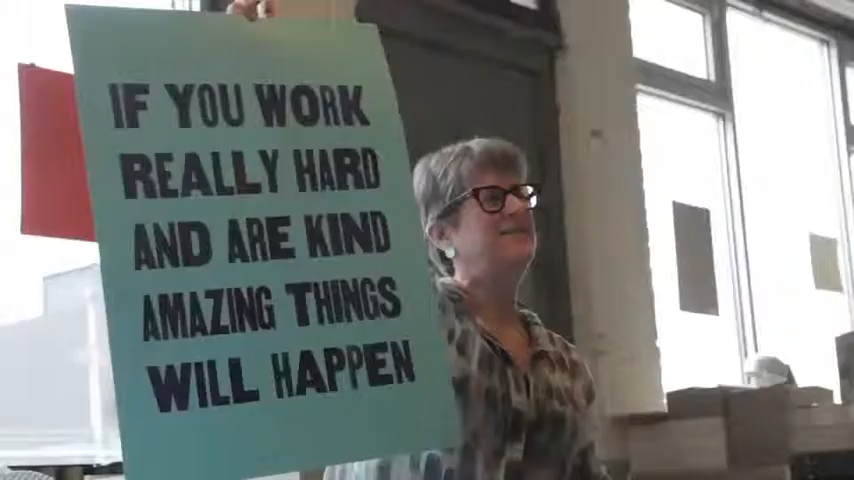 IF YOU WORK
REALLY HARD
AND ARE KIND
AMAZING THINGS
WILL HAPPEN